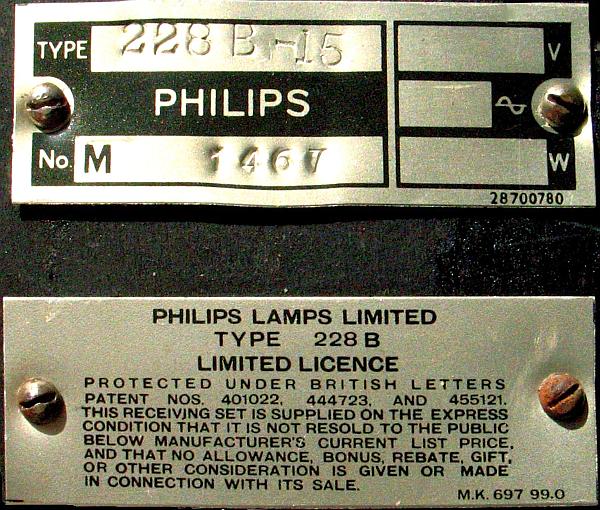 TYPE 228 B-15 V
PHILIPS
No. M 1467 W
28700780
PHILIPS LAMPS LIMITED
TYPE 228 B
LIMITED LICENCE
PROTECTED UNDER BRITISH LETTERS
PATENT NOS. 401022, 444723, AND 455121.
THIS RECEIVING SET IS SUPPLIED ON THE EXPRESS
CONDITION THAT IT IS NOT RESOLD TO THE PUBLIC
BELOW MANUFACTURER'S CURRENT LIST PRICE,
AND THAT NO ALLOWANCE, BONUS, REBATE, GIFT,
OR OTHER CONSIDERATION IS GIVEN OR MADE
IN CONNECTION WITH ITS SALE.
M.K. 697 99.0